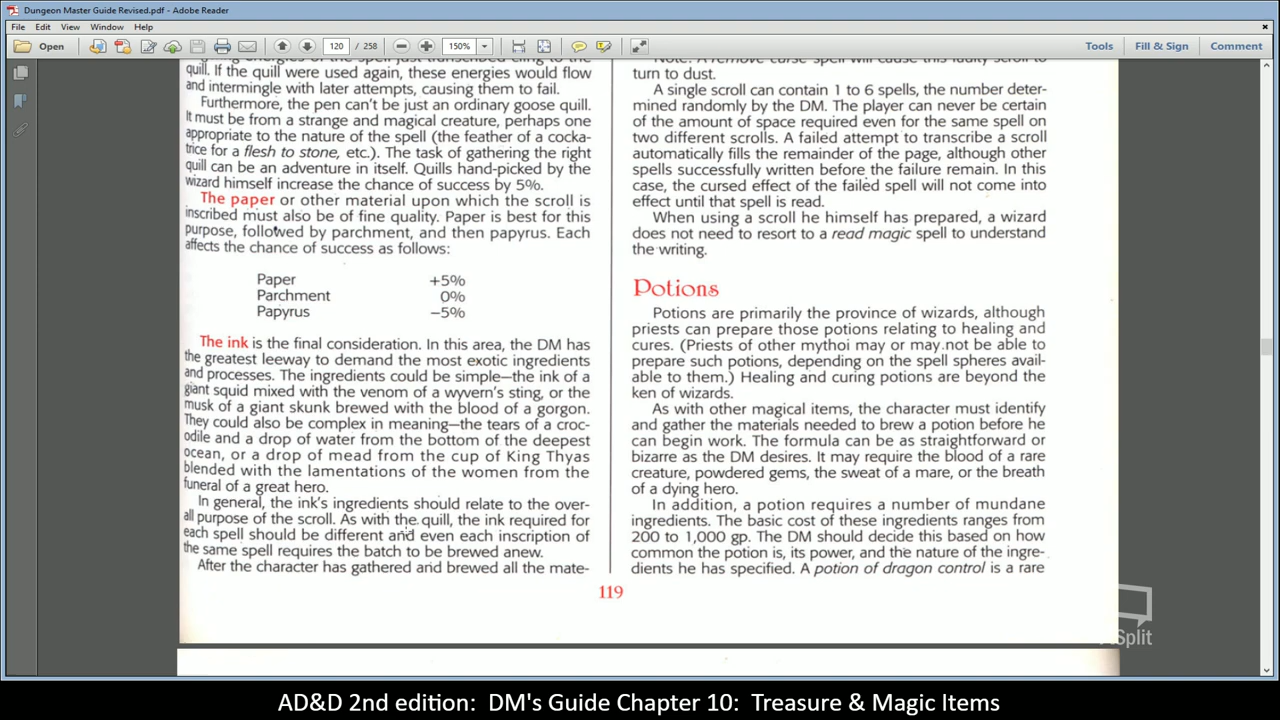 Dungeon Master Guide Revised.pdf - Adobe Reader
File Edit View Window Help
Open 120 / 258 150% Tools Fill & Sign Comment
quill. If the quill were used again, these energies would flow
and intermingle with later attempts, causing them to fail.
Furthermore, the pen can't be just an ordinary goose quill.
It must be from a strange and magical creature, perhaps one
appropriate to the nature of the spell (the feather of a cocka-
trice for a flesh to stone, etc.). The task of gathering the right
quill can be an adventure in itself. Quills hand-picked by the
wizard himself increase the chance of success by 5%.
The paper or other material upon which the scroll is
inscribed must also be of fine quality. Paper is best for this
purpose, followed by parchment, and then papyrus. Each
affects the chance of success as follows:
Paper +5%
Parchment 0%
Papyrus −5%
The ink is the final consideration. In this area, the DM has
the greatest leeway to demand the most exotic ingredients
and processes. The ingredients could be simple—the ink of a
giant squid mixed with the venom of a wyvern's sting, or the
musk of a giant skunk brewed with the blood of a gorgon.
They could also be complex in meaning—the tears of a croc-
odile and a drop of water from the bottom of the deepest
ocean, or a drop of mead from the cup of King Thyas
blended with the lamentations of the women from the
funeral of a great hero.
In general, the ink's ingredients should relate to the over-
all purpose of the scroll. As with the quill, the ink required for
each spell should be different and even each inscription of
the same spell requires the batch to be brewed anew.
After the character has gathered and brewed all the mate-
Note: A remove curse spell will cause this faulty scroll to
turn to dust.
A single scroll can contain 1 to 6 spells, the number deter-
mined randomly by the DM. The player can never be certain
of the amount of space required even for the same spell on
two different scrolls. A failed attempt to transcribe a scroll
automatically fills the remainder of the page, although other
spells successfully written before the failure remain. In this
case, the cursed effect of the failed spell will not come into
effect until that spell is read.
When using a scroll he himself has prepared, a wizard
does not need to resort to a read magic spell to understand
the writing.
Potions
Potions are primarily the province of wizards, although
priests can prepare those potions relating to healing and
cures. (Priests of other mythoi may or may not be able to
prepare such potions, depending on the spell spheres avail-
able to them.) Healing and curing potions are beyond the
ken of wizards.
As with other magical items, the character must identify
and gather the materials needed to brew a potion before he
can begin work. The formula can be as straightforward or
bizarre as the DM desires. It may require the blood of a rare
creature, powdered gems, the sweat of a mare, or the breath
of a dying hero.
In addition, a potion requires a number of mundane
ingredients. The basic cost of these ingredients ranges from
200 to 1,000 gp. The DM should decide this based on how
common the potion is, its power, and the nature of the ingre-
dients he has specified. A potion of dragon control is a rare
119
Split
AD&D 2nd edition: DM's Guide Chapter 10: Treasure & Magic Items